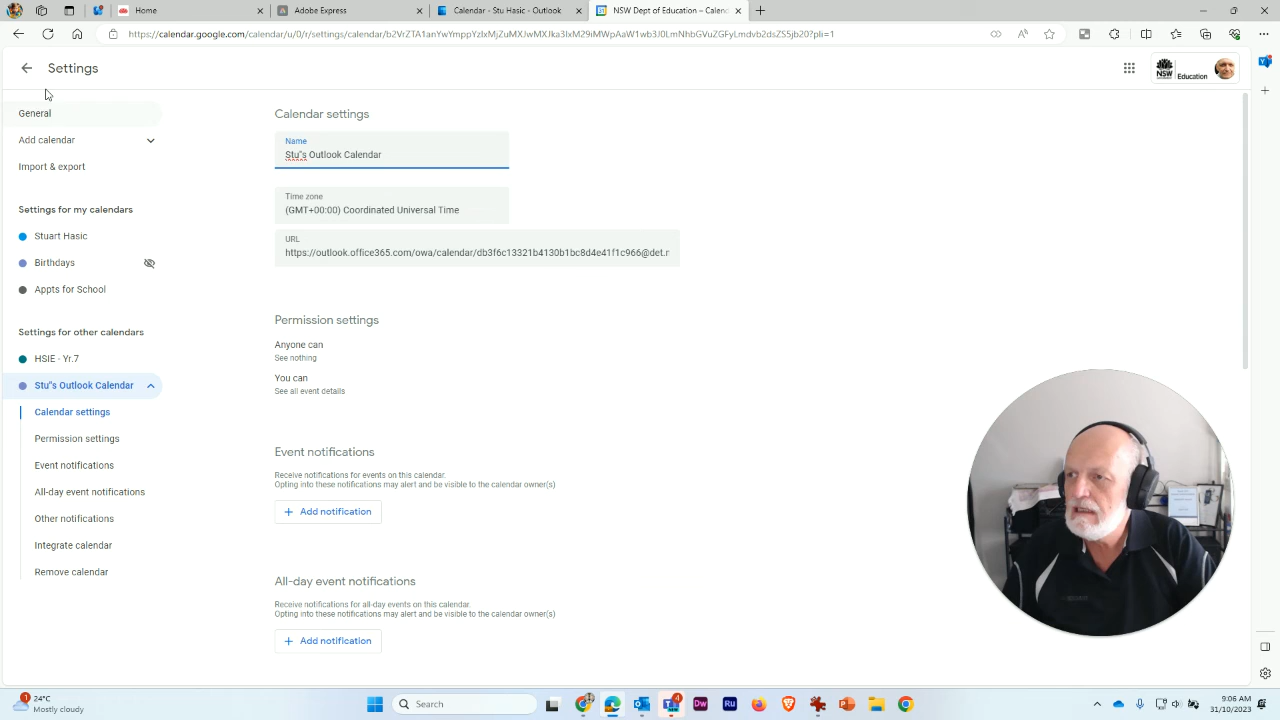 Home
Adobe Express
Calendar - Stu Hasic - Outlook
NSW Dept of Education – Calend
https://calendar.google.com/calendar/u/0/r/settings/calendar/
Settings
NSW
Education
General
Add calendar
Import & export
Settings for my calendars
Stuart Hasic
Birthdays
Appts for School
Settings for other calendars
HSIE - Yr.7
Stu"s Outlook Calendar
Calendar settings
Permission settings
Event notifications
All-day event notifications
Other notifications
Integrate calendar
Remove calendar
Calendar settings
Name
Stu"s Outlook Calendar
Time zone
(GMT+00:00) Coordinated Universal Time
URL
https://outlook.office365.com/owa/calendar/db3f6c13321b4130b1bc8d4e41f1c966@det.r
Permission settings
Anyone can
See nothing
You can
See all event details
Event notifications
Receive notifications for events on this calendar.
Opting into these notifications may alert and be visible to the calendar owner(s)
+ Add notification
All-day event notifications
Receive notifications for all-day events on this calendar.
Opting into these notifications may alert and be visible to the calendar owner(s)
+ Add notification
1
24°C
Mostly cloudy
Search
4
Dw
Ru
9:06 AM
31/10/2023